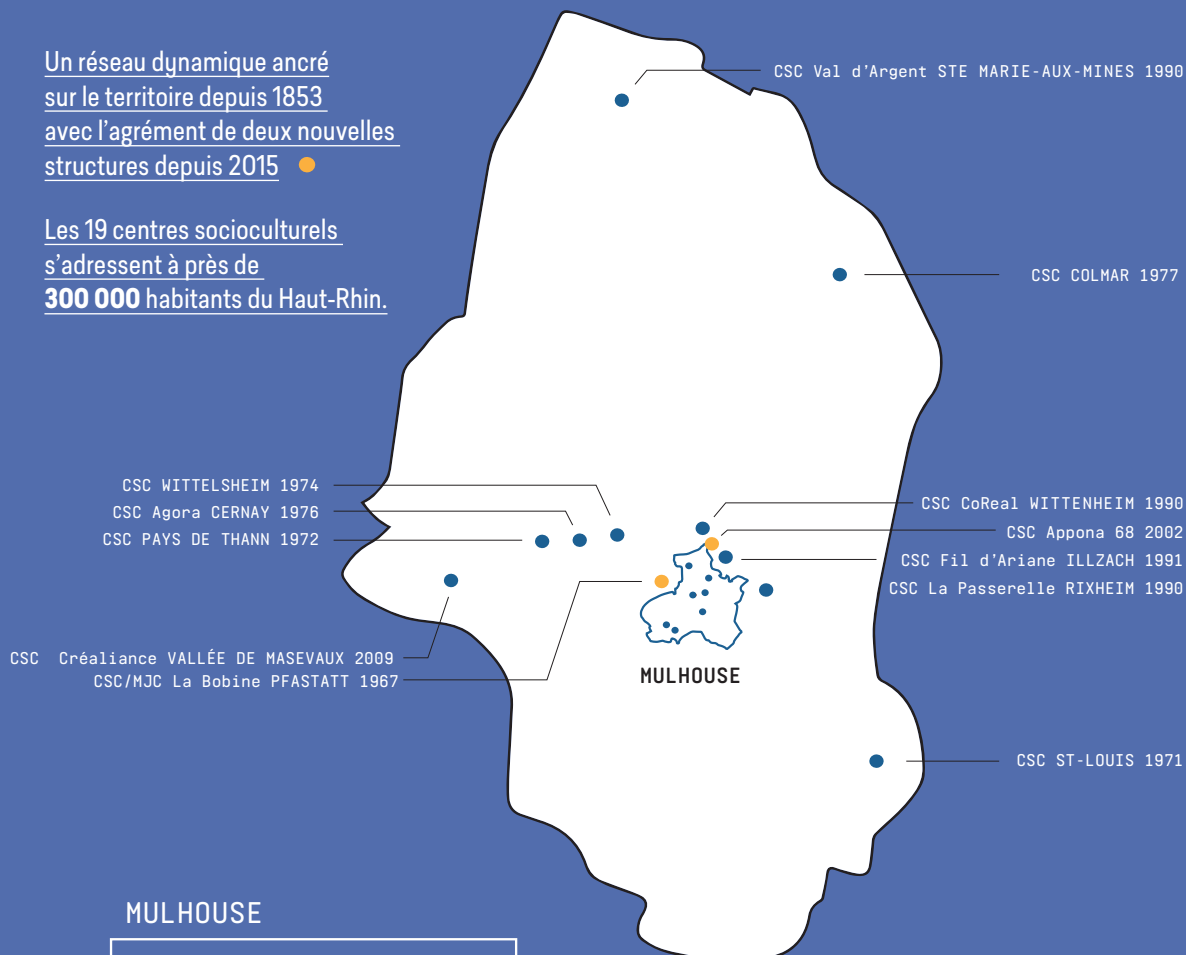 Un réseau dynamique ancré
sur le territoire depuis 1853
avec l'agrément de deux nouvelles
structures depuis 2015
Les 19 centres socioculturels
s'adressent à près de
300 000 habitants du Haut-Rhin.
CSC Val d'Argent STE MARIE-AUX-MINES 1990
CSC COLMAR 1977
CSC WITTELSHEIM 1974
CSC Agora CERNAY 1976
CSC PAYS DE THANN 1972
CSC Créaliance VALLÉE DE MASEVAUX 2009
CSC/MJC La Bobine PFASTATT 1967
CSC CoReal WITTENHEIM 1990
CSC Appona 68 2002
CSC Fil d'Ariane ILLZACH 1991
CSC La Passerelle RIXHEIM 1990
MULHOUSE
CSC ST-LOUIS 1971
MULHOUSE